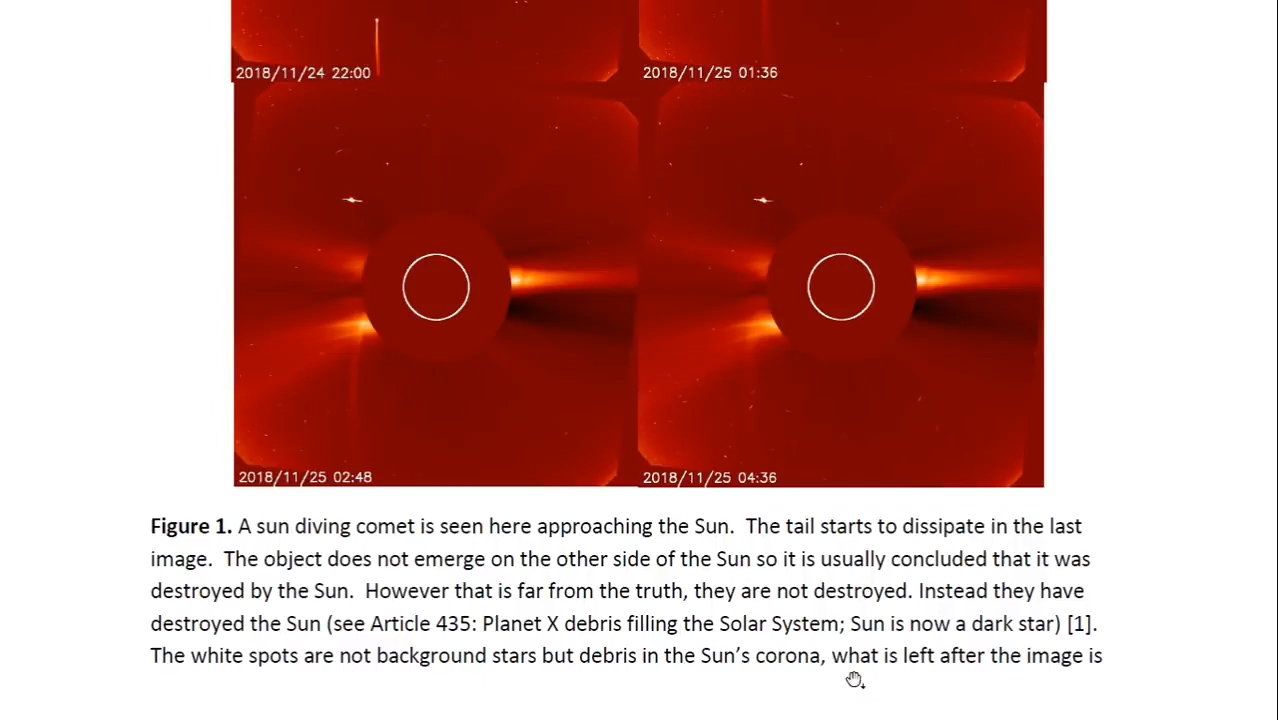 2018/11/24 22:00
2018/11/25 01:36
2018/11/25 02:48
2018/11/25 04:36
Figure 1. A sun diving comet is seen here approaching the Sun. The tail starts to dissipate in the last
image. The object does not emerge on the other side of the Sun so it is usually concluded that it was
destroyed by the Sun. However that is far from the truth, they are not destroyed. Instead they have
destroyed the Sun (see Article 435: Planet X debris filling the Solar System; Sun is now a dark star) [1].
The white spots are not background stars but debris in the Sun's corona, what is left after the image is